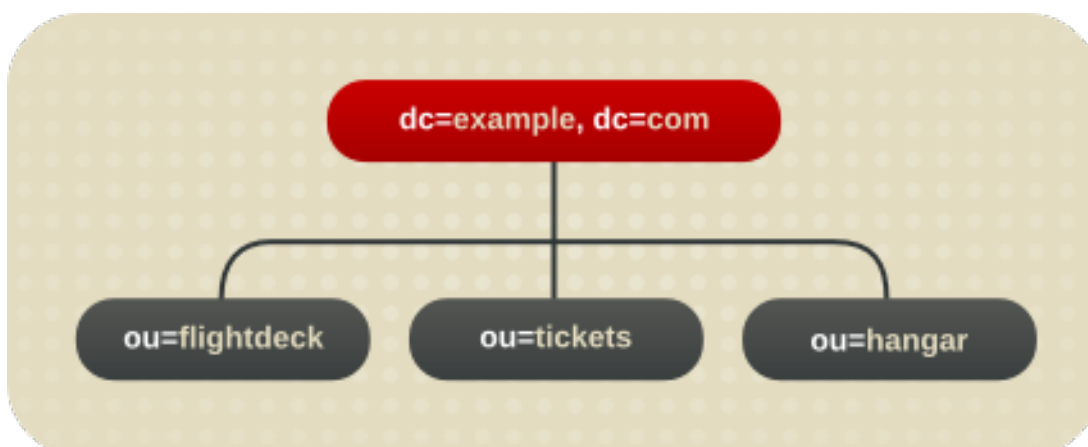 dc=example, dc=com
ou=flightdeck
ou=tickets
ou=hangar